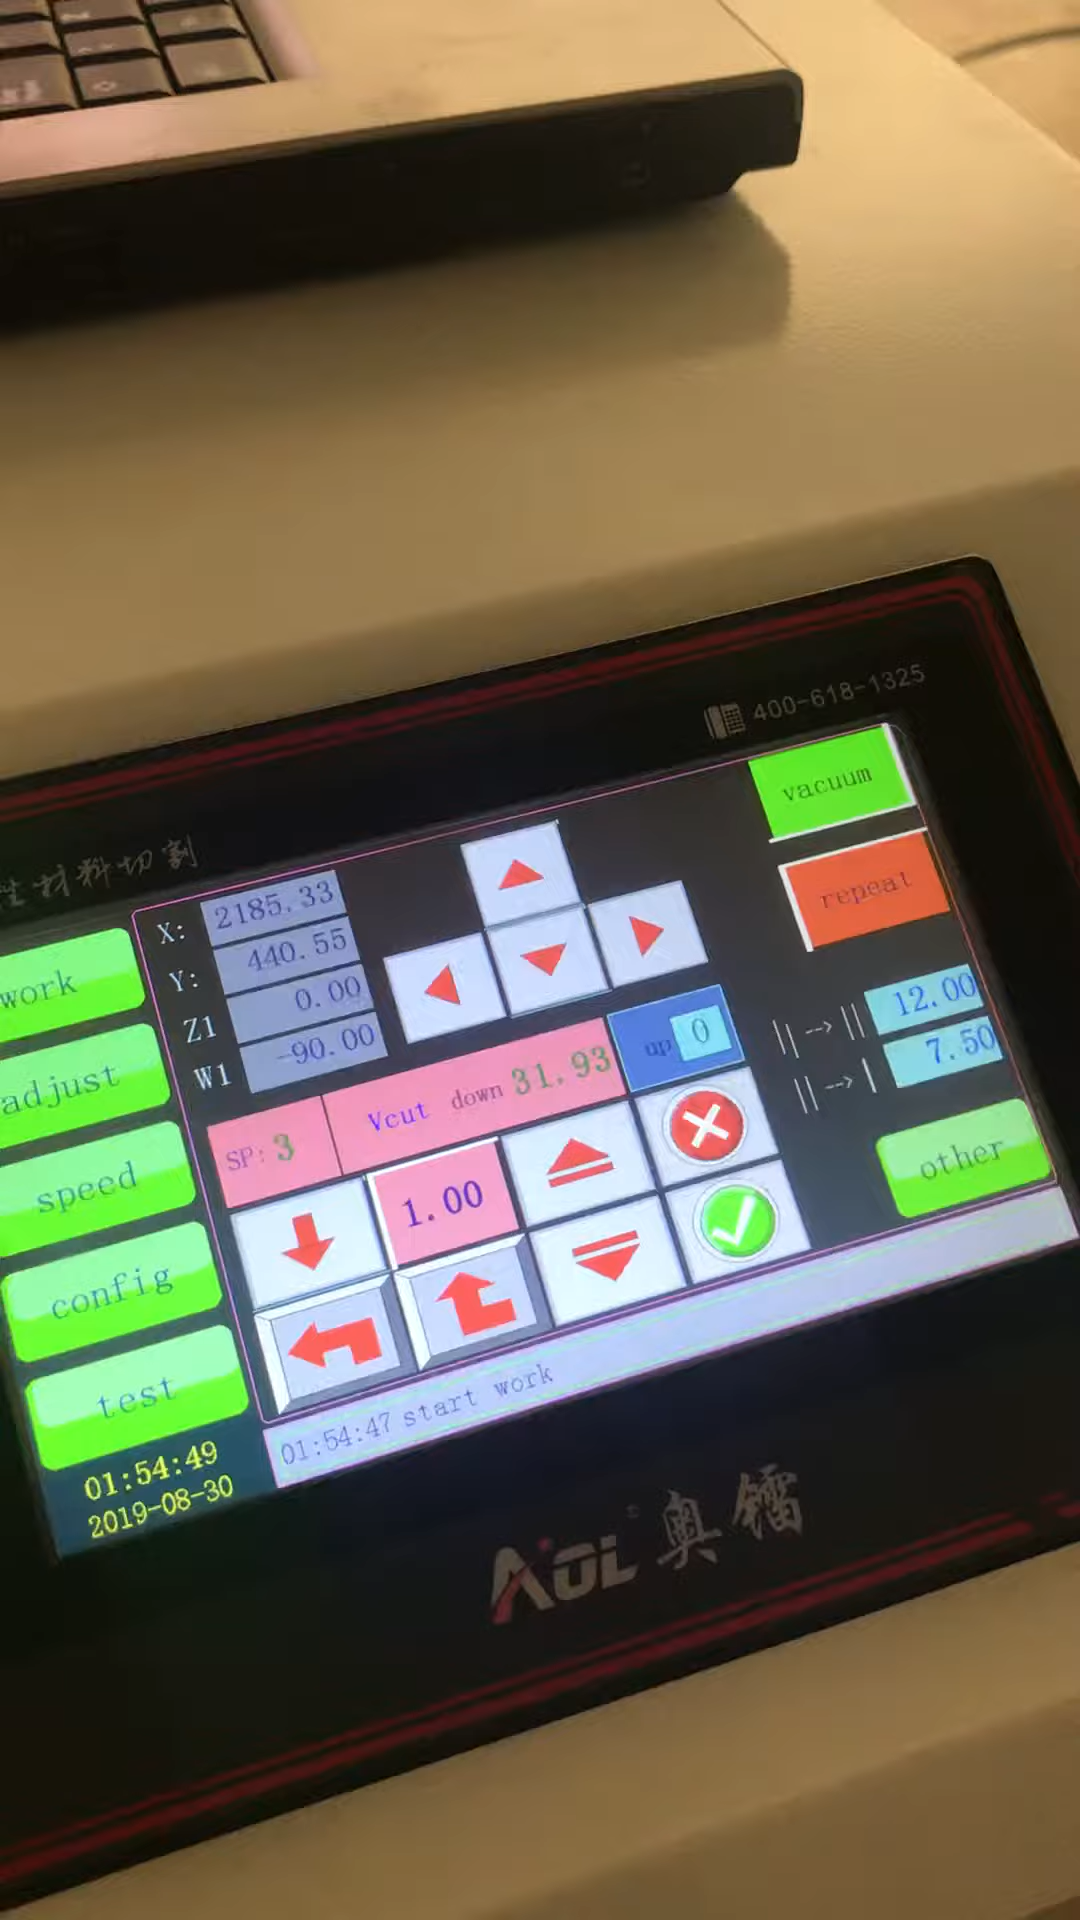 400-618-1325
性材料切割
vacuum
repeat
X: 2185.33
Y: 440.55
Z1 0.00
W1 -90.00
work
adjust
speed
config
test
|| --> || 12.00
|| --> | 7.50
up 0
SP: 3
Vcut down 31.93
1.00
other
01:54:47 start work
01:54:49
2019-08-30
AOL 奥镭